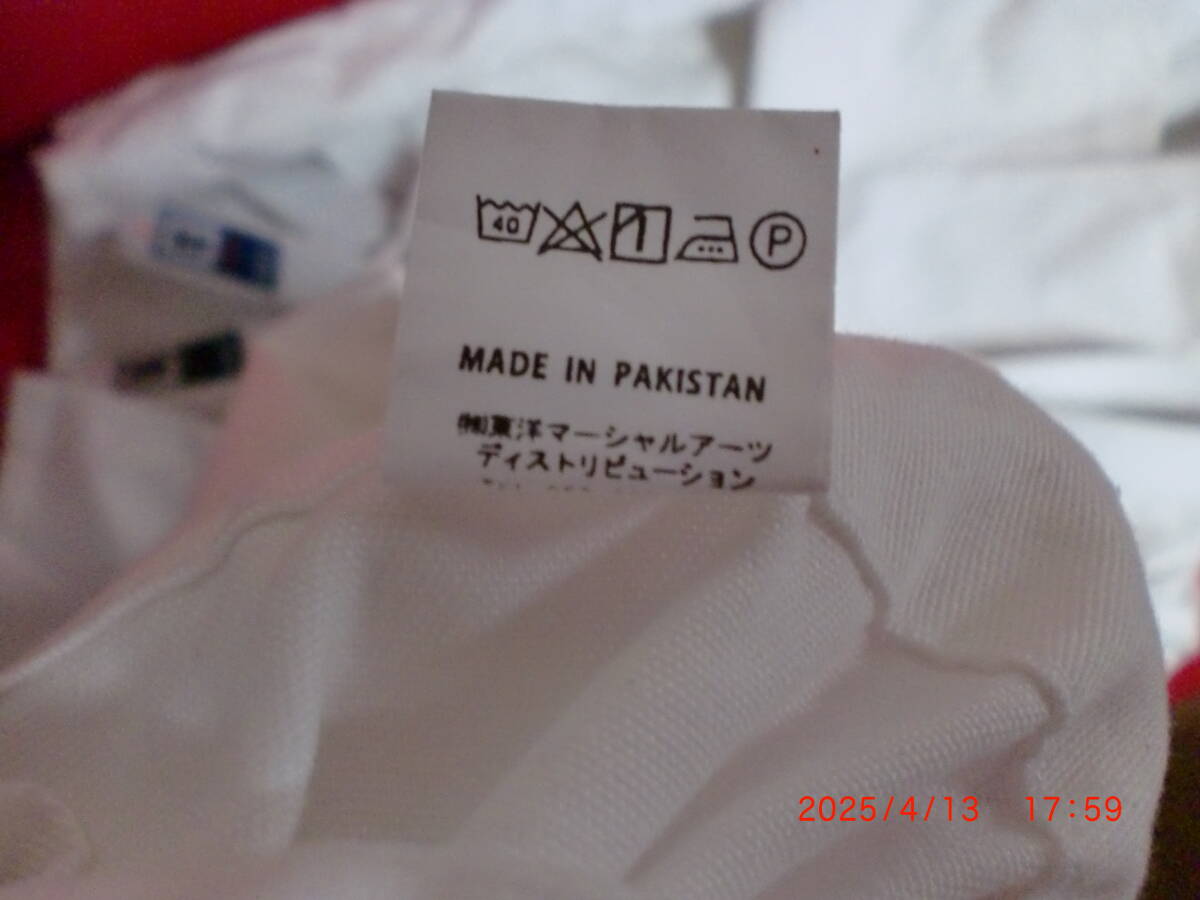 40
P
MADE IN PAKISTAN
㈱東洋マーシャルアーツ
ディストリビューション
2025/4/13 17:59